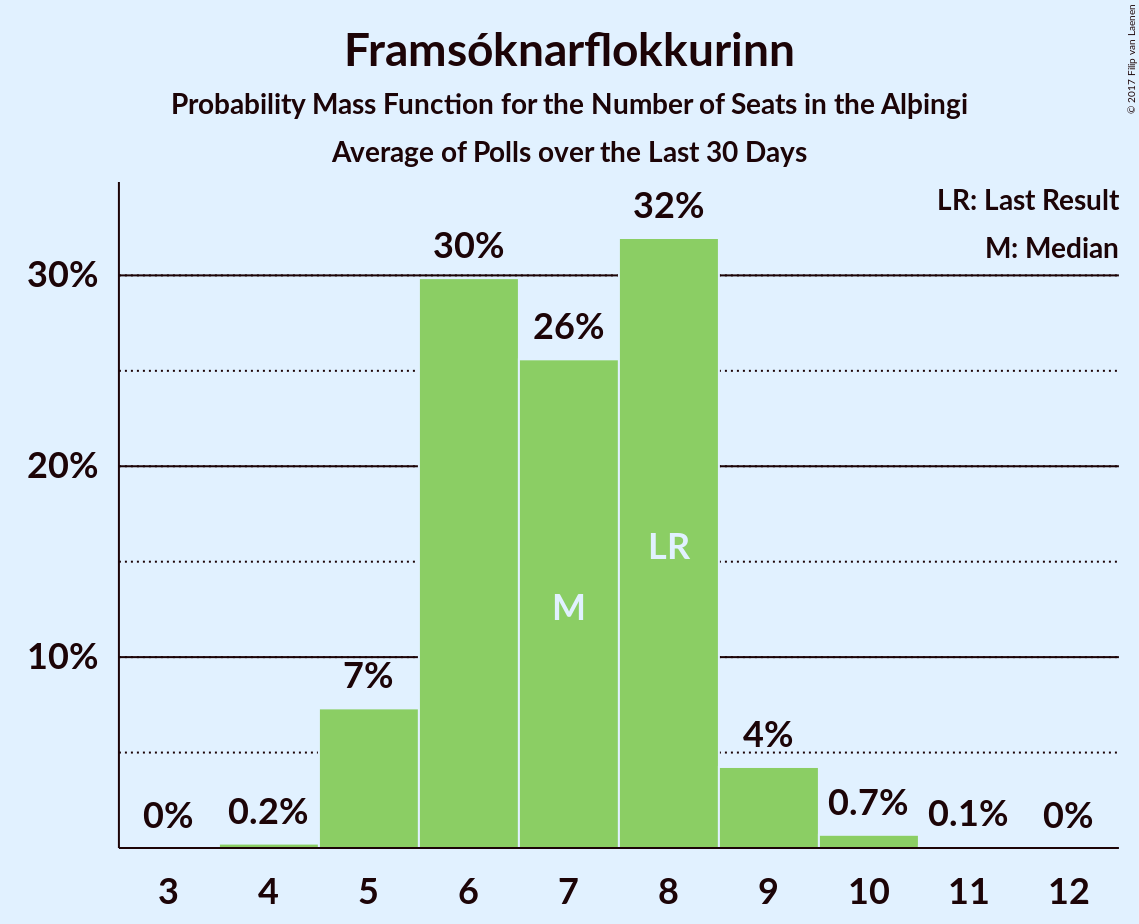 Framsóknarflokkurinn
Probability Mass Function for the Number of Seats in the Alþingi
Average of Polls over the Last 30 Days
© 2017 Filip van Laenen
LR: Last Result
M: Median
30%
20%
10%
0%
0.2%
7%
30%
26%
32%
4%
0.7%
0.1%
0%
M
LR
3 4 5 6 7 8 9 10 11 12